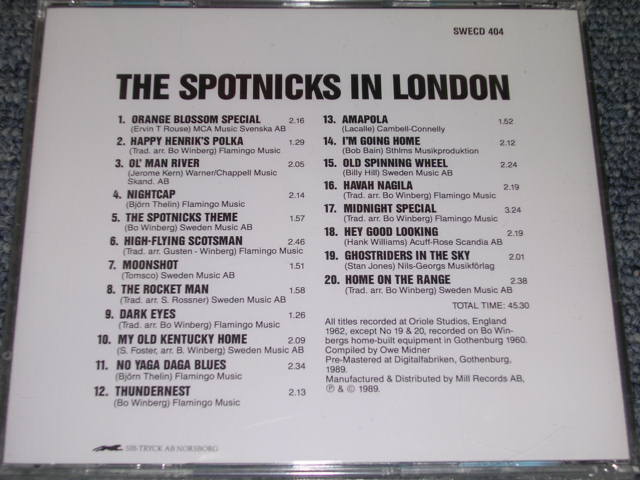 SWECD 404
THE SPOTNICKS IN LONDON
1. ORANGE BLOSSOM SPECIAL 2.16
(Ervin T Rouse) MCA Music Svenska AB
2. HAPPY HENRIK'S POLKA 1.29
(Trad. arr. Bo Winberg) Flamingo Music
3. OL' MAN RIVER 2.05
(Jerome Kern) Warner/Chappell Music
Skand. AB
4. NIGHTCAP 2.14
(Björn Thelin) Flamingo Music
5. THE SPOTNICKS THEME 1.57
(Bo Winberg) Sweden Music AB
6. HIGH-FLYING SCOTSMAN 2.46
(Trad. arr. Gusten - Winberg) Flamingo Music
7. MOONSHOT 1.51
(Tomsco) Sweden Music AB
8. THE ROCKET MAN 1.58
(Trad. arr. S. Rossner) Sweden Music AB
9. DARK EYES 1.26
(Trad. arr. Bo Winberg) Flamingo Music
10. MY OLD KENTUCKY HOME 2.09
(S. Foster, arr. B. Winberg) Sweden Music AB
11. NO YAGA DAGA BLUES 2.34
(Björn Thelin) Flamingo Music
12. THUNDERNEST 2.13
(Bo Winberg) Flamingo Music
SIB-TRYCK AB NORSBORG
13. AMAPOLA 1.52
(Lacalle) Cambell-Connelly
14. I'M GOING HOME 2.12
(Bob Bain) Sthlms Musikproduktion
15. OLD SPINNING WHEEL 2.24
(Billy Hill) Sweden Music AB
16. HAVAH NAGILA 2.19
(Trad. arr. Bo Winberg) Flamingo Music
17. MIDNIGHT SPECIAL 3.24
(Trad. arr. Bo Winberg) Flamingo Music
18. HEY GOOD LOOKING 2.19
(Hank Williams) Acuff-Rose Scandia AB
19. GHOSTRIDERS IN THE SKY 2.01
(Stan Jones) Nils-Georgs Musikförlag
20. HOME ON THE RANGE 2.38
(Trad. arr. Bo Winberg) Sweden Music AB
TOTAL TIME: 45.30
All titles recorded at Oriole Studios, England
1962, except No 19 & 20, recorded on Bo Win-
bergs home-built equipment in Gothenburg 1960.
Compiled by Owe Midner
Pre-Mastered at Digitalfabriken, Gothenburg,
1989.
Manufactured & Distributed by Mill Records AB,
℗ & © 1989.